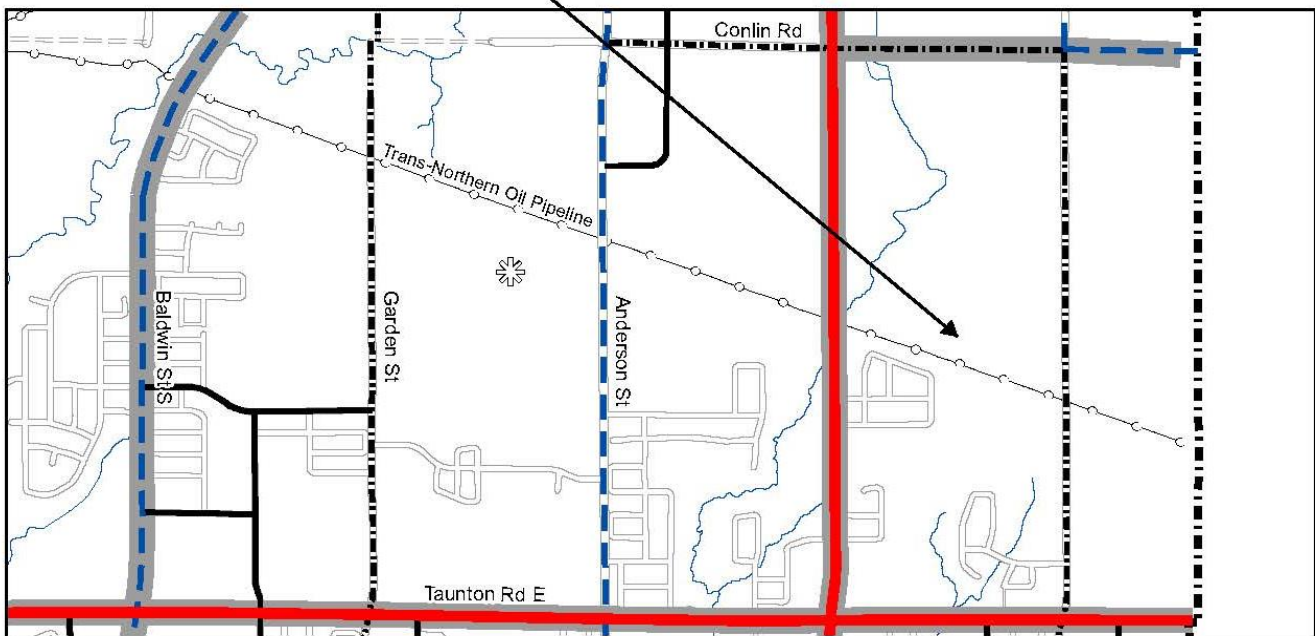 Conlin Rd
Trans-Northern Oil Pipeline
Baldwin St S
Garden St
Anderson St
Taunton Rd E